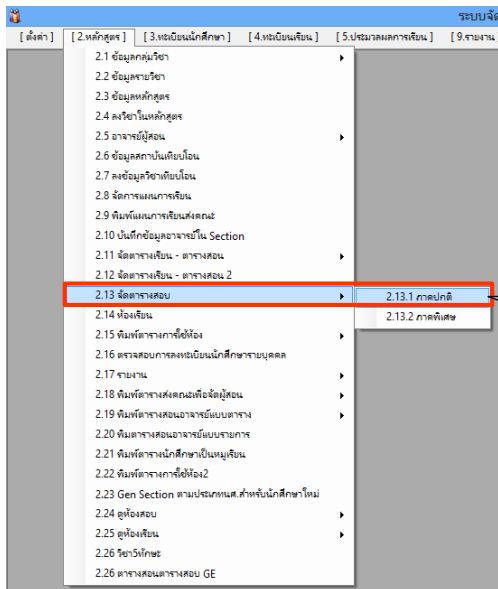 ระบบจัด
[ ตั้งค่า ] [ 2.หลักสูตร ] [ 3.ทะเบียนนักศึกษา ] [ 4.ทะเบียนเรียน ] [ 5.ประมวลผลการเรียน ] [ 9.รายงาน ]
2.1 ข้อมูลกลุ่มวิชา
2.2 ข้อมูลรายวิชา
2.3 ข้อมูลหลักสูตร
2.4 ลงวิชาในหลักสูตร
2.5 อาจารย์ผู้สอน
2.6 ข้อมูลสถาบันเทียบโอน
2.7 ลงข้อมูลวิชาเทียบโอน
2.8 จัดการแผนการเรียน
2.9 พิมพ์แผนการเรียนส่งคณะ
2.10 บันทึกข้อมูลอาจารย์ใน Section
2.11 จัดตารางเรียน - ตารางสอน
2.12 จัดตารางเรียน - ตารางสอน 2
2.13 จัดตารางสอบ
2.13.1 ภาคปกติ
2.14 ห้องเรียน
2.13.2 ภาคพิเศษ
2.15 พิมพ์ตารางการใช้ห้อง
2.16 ตรวจสอบการลงทะเบียนนักศึกษารายบุคคล
2.17 รายงาน
2.18 พิมพ์ตารางส่งคณะเพื่อจัดผู้สอน
2.19 พิมพ์ตารางสอนอาจารย์แบบตาราง
2.20 พิมตารางสอนอาจารย์แบบรายการ
2.21 พิมพ์ตารางนักศึกษาเป็นหมู่เรียน
2.22 พิมพ์ตารางการใช้ห้อง2
2.23 Gen Section ตามประเภทนศ.สำหรับนักศึกษาใหม่
2.24 ดูห้องสอบ
2.25 ดูห้องเรียน
2.26 วิชา5ทักษะ
2.26 ตารางสอนตารางสอบ GE